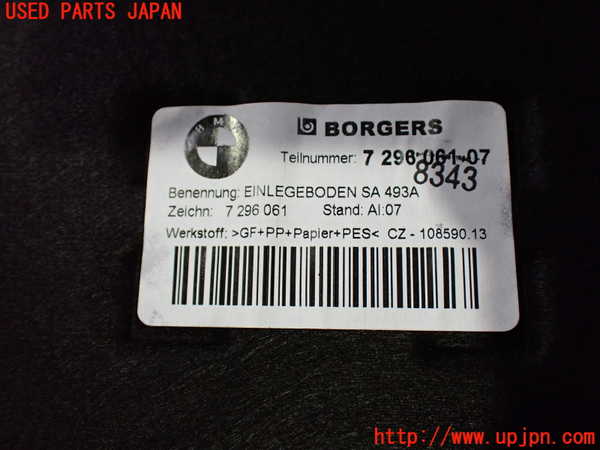 USED PARTS JAPAN
BMW
BORGERS
Teilnummer: 7 296 061-07
8343
Benennung: EINLEGEBODEN SA 493A
Zeichn: 7 296 061 Stand: AI:07
Werkstoff: >GF+PP+Papier+PES< CZ - 108590.13
http://www.upjpn.com/